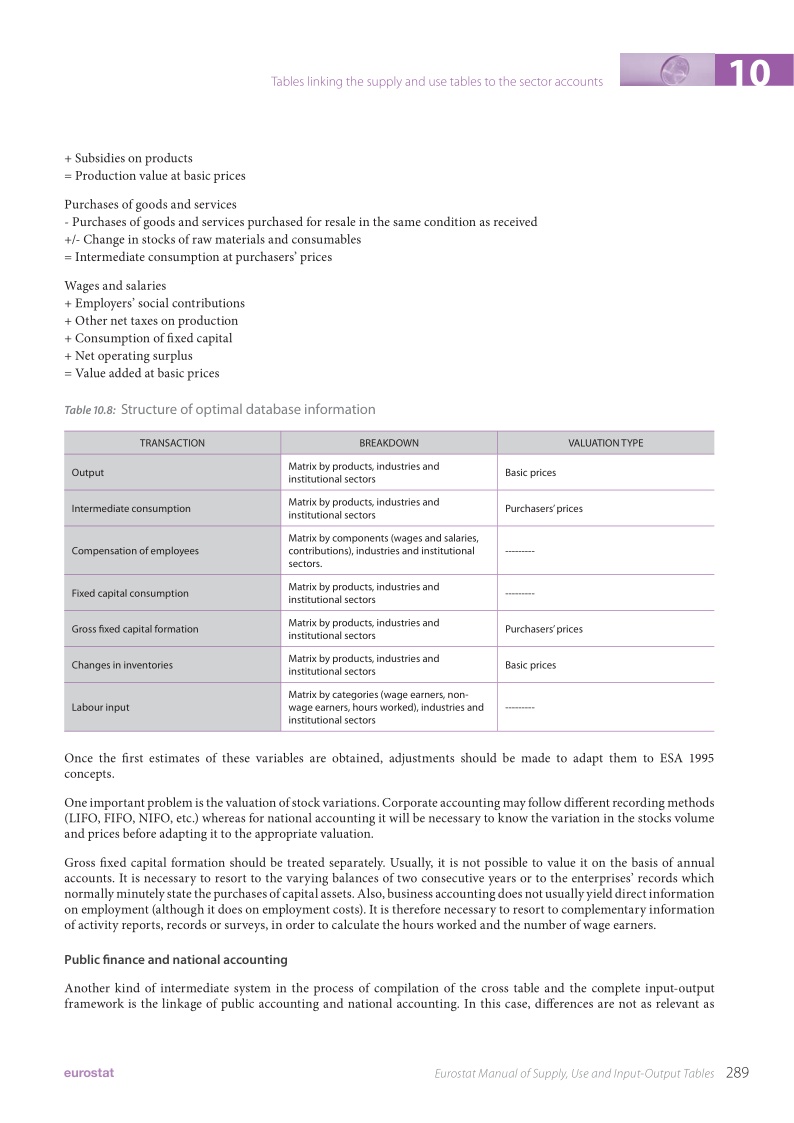 Tables linking the supply and use tables to the sector accounts
10
+ Subsidies on products
= Production value at basic prices
Purchases of goods and services
- Purchases of goods and services purchased for resale in the same condition as received
+/- Change in stocks of raw materials and consumables
= Intermediate consumption at purchasers’ prices
Wages and salaries
+ Employers’ social contributions
+ Other net taxes on production
+ Consumption of fixed capital
+ Net operating surplus
= Value added at basic prices
Table 10.8: Structure of optimal database information
TRANSACTION BREAKDOWN VALUATION TYPE
Output
Matrix by products, industries and
institutional sectors
Basic prices
Intermediate consumption
Matrix by products, industries and
institutional sectors
Purchasers’ prices
Compensation of employees
Matrix by components (wages and salaries,
contributions), industries and institutional
sectors.
---------
Fixed capital consumption
Matrix by products, industries and
institutional sectors
---------
Gross fixed capital formation
Matrix by products, industries and
institutional sectors
Purchasers’ prices
Changes in inventories
Matrix by products, industries and
institutional sectors
Basic prices
Labour input
Matrix by categories (wage earners, non-
wage earners, hours worked), industries and
institutional sectors
---------
Once the first estimates of these variables are obtained, adjustments should be made to adapt them to ESA 1995
concepts.
One important problem is the valuation of stock variations. Corporate accounting may follow different recording methods
(LIFO, FIFO, NIFO, etc.) whereas for national accounting it will be necessary to know the variation in the stocks volume
and prices before adapting it to the appropriate valuation.
Gross fixed capital formation should be treated separately. Usually, it is not possible to value it on the basis of annual
accounts. It is necessary to resort to the varying balances of two consecutive years or to the enterprises’ records which
normally minutely state the purchases of capital assets. Also, business accounting does not usually yield direct information
on employment (although it does on employment costs). It is therefore necessary to resort to complementary information
of activity reports, records or surveys, in order to calculate the hours worked and the number of wage earners.
Public finance and national accounting
Another kind of intermediate system in the process of compilation of the cross table and the complete input-output
framework is the linkage of public accounting and national accounting. In this case, differences are not as relevant as
eurostat
Eurostat Manual of Supply, Use and Input-Output Tables 289